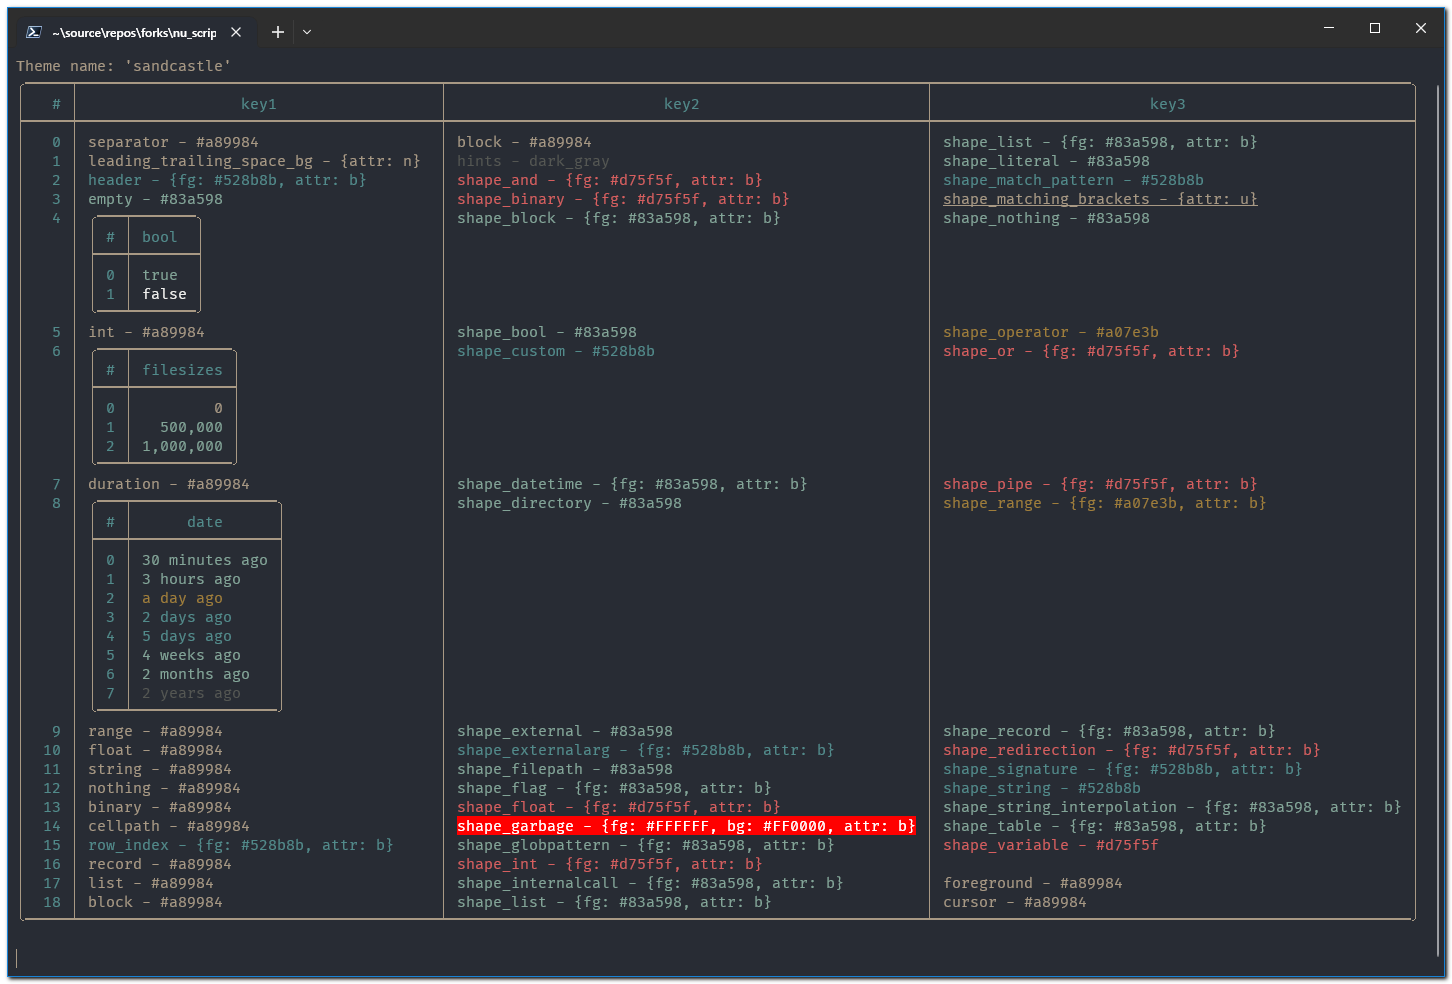 ~\source\repos\forks\nu_scrip
Theme name: 'sandcastle'
# key1 key2 key3
0 separator - #a89984 block - #a89984 shape_list - {fg: #83a598, attr: b}
1 leading_trailing_space_bg - {attr: n} hints - dark_gray shape_literal - #83a598
2 header - {fg: #528b8b, attr: b} shape_and - {fg: #d75f5f, attr: b} shape_match_pattern - #528b8b
3 empty - #83a598 shape_binary - {fg: #d75f5f, attr: b} shape_matching_brackets - {attr: u}
4 shape_block - {fg: #83a598, attr: b} shape_nothing - #83a598
# bool
0 true
1 false
5 int - #a89984 shape_bool - #83a598 shape_operator - #a07e3b
6 shape_custom - #528b8b shape_or - {fg: #d75f5f, attr: b}
# filesizes
0 0
1 500,000
2 1,000,000
7 duration - #a89984 shape_datetime - {fg: #83a598, attr: b} shape_pipe - {fg: #d75f5f, attr: b}
8 shape_directory - #83a598 shape_range - {fg: #a07e3b, attr: b}
# date
0 30 minutes ago
1 3 hours ago
2 a day ago
3 2 days ago
4 5 days ago
5 4 weeks ago
6 2 months ago
7 2 years ago
9 range - #a89984 shape_external - #83a598 shape_record - {fg: #83a598, attr: b}
10 float - #a89984 shape_externalarg - {fg: #528b8b, attr: b} shape_redirection - {fg: #d75f5f, attr: b}
11 string - #a89984 shape_filepath - #83a598 shape_signature - {fg: #528b8b, attr: b}
12 nothing - #a89984 shape_flag - {fg: #83a598, attr: b} shape_string - #528b8b
13 binary - #a89984 shape_float - {fg: #d75f5f, attr: b} shape_string_interpolation - {fg: #83a598, attr: b}
14 cellpath - #a89984 shape_garbage - {fg: #FFFFFF, bg: #FF0000, attr: b} shape_table - {fg: #83a598, attr: b}
15 row_index - {fg: #528b8b, attr: b} shape_globpattern - {fg: #83a598, attr: b} shape_variable - #d75f5f
16 record - #a89984 shape_int - {fg: #d75f5f, attr: b}
17 list - #a89984 shape_internalcall - {fg: #83a598, attr: b} foreground - #a89984
18 block - #a89984 shape_list - {fg: #83a598, attr: b} cursor - #a89984